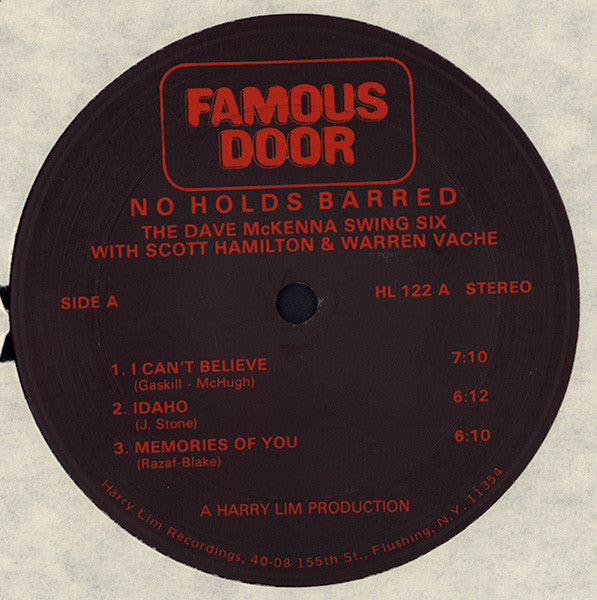 FAMOUS
DOOR
NO HOLDS BARRED
THE DAVE McKENNA SWING SIX
WITH SCOTT HAMILTON & WARREN VACHE
SIDE A
HL 122 A STEREO
1. I CAN'T BELIEVE 7:10
(Gaskill - McHugh)
2. IDAHO 6:12
(J. Stone)
3. MEMORIES OF YOU 6:10
(Razaf-Blake)
A HARRY LIM PRODUCTION
Harry Lim Recordings, 40-08 155th St., Flushing, N.Y. 11354